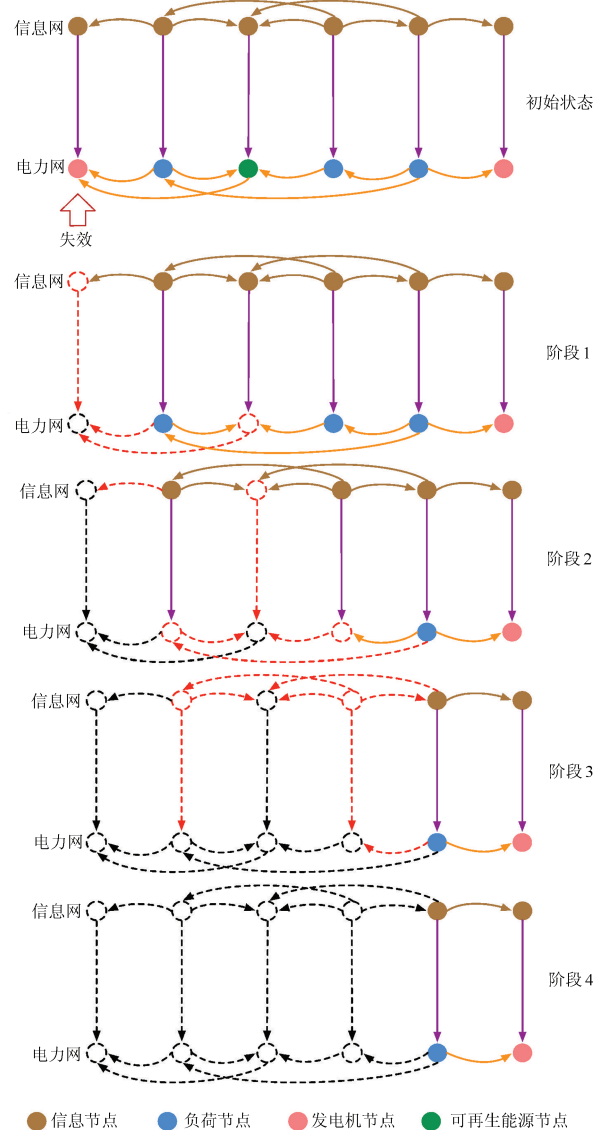 信息网
初始状态
电力网
失效
信息网
阶段1
电力网
信息网
阶段2
电力网
信息网
阶段3
电力网
信息网
阶段4
电力网
信息节点 负荷节点 发电机节点 可再生能源节点